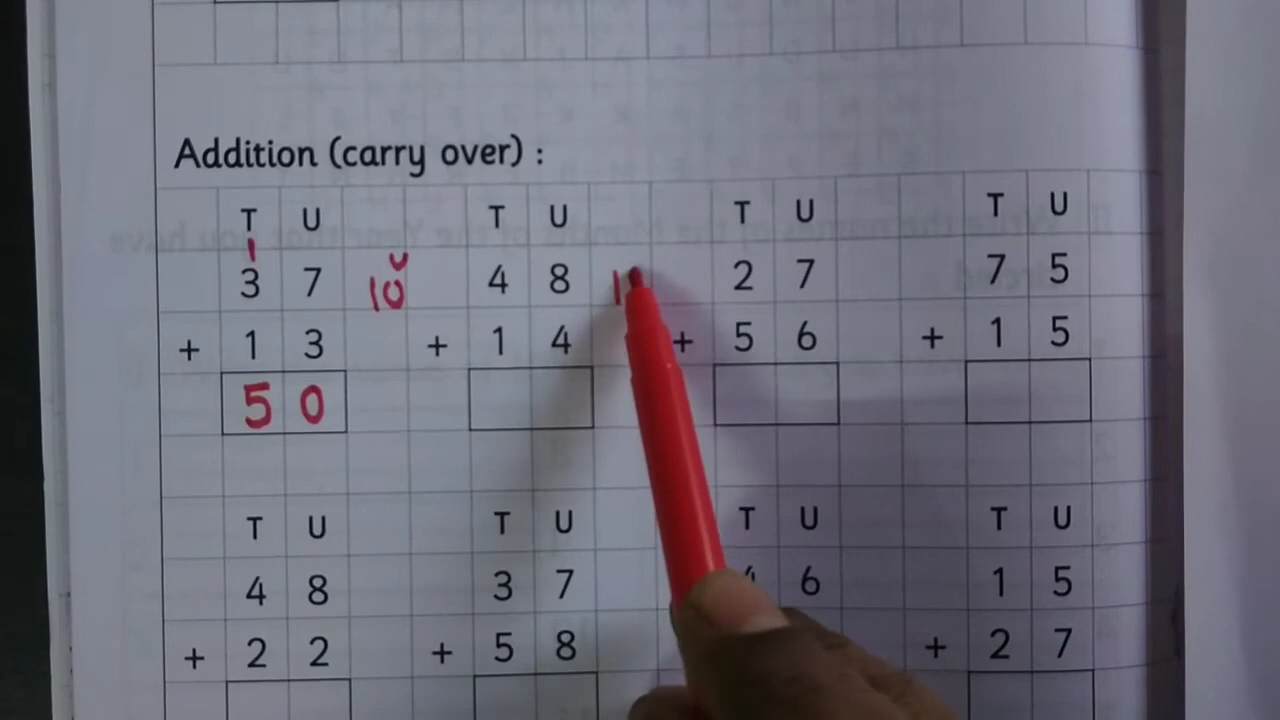 Addition (carry over) :
T U T U T U T U
1
3 7 10 4 8 1 2 7 7 5
+ 1 3 + 1 4 + 5 6 + 1 5
5 0
T U T U T U T U
4 8 3 7 6 1 5
+ 2 2 + 5 8 + 2 7